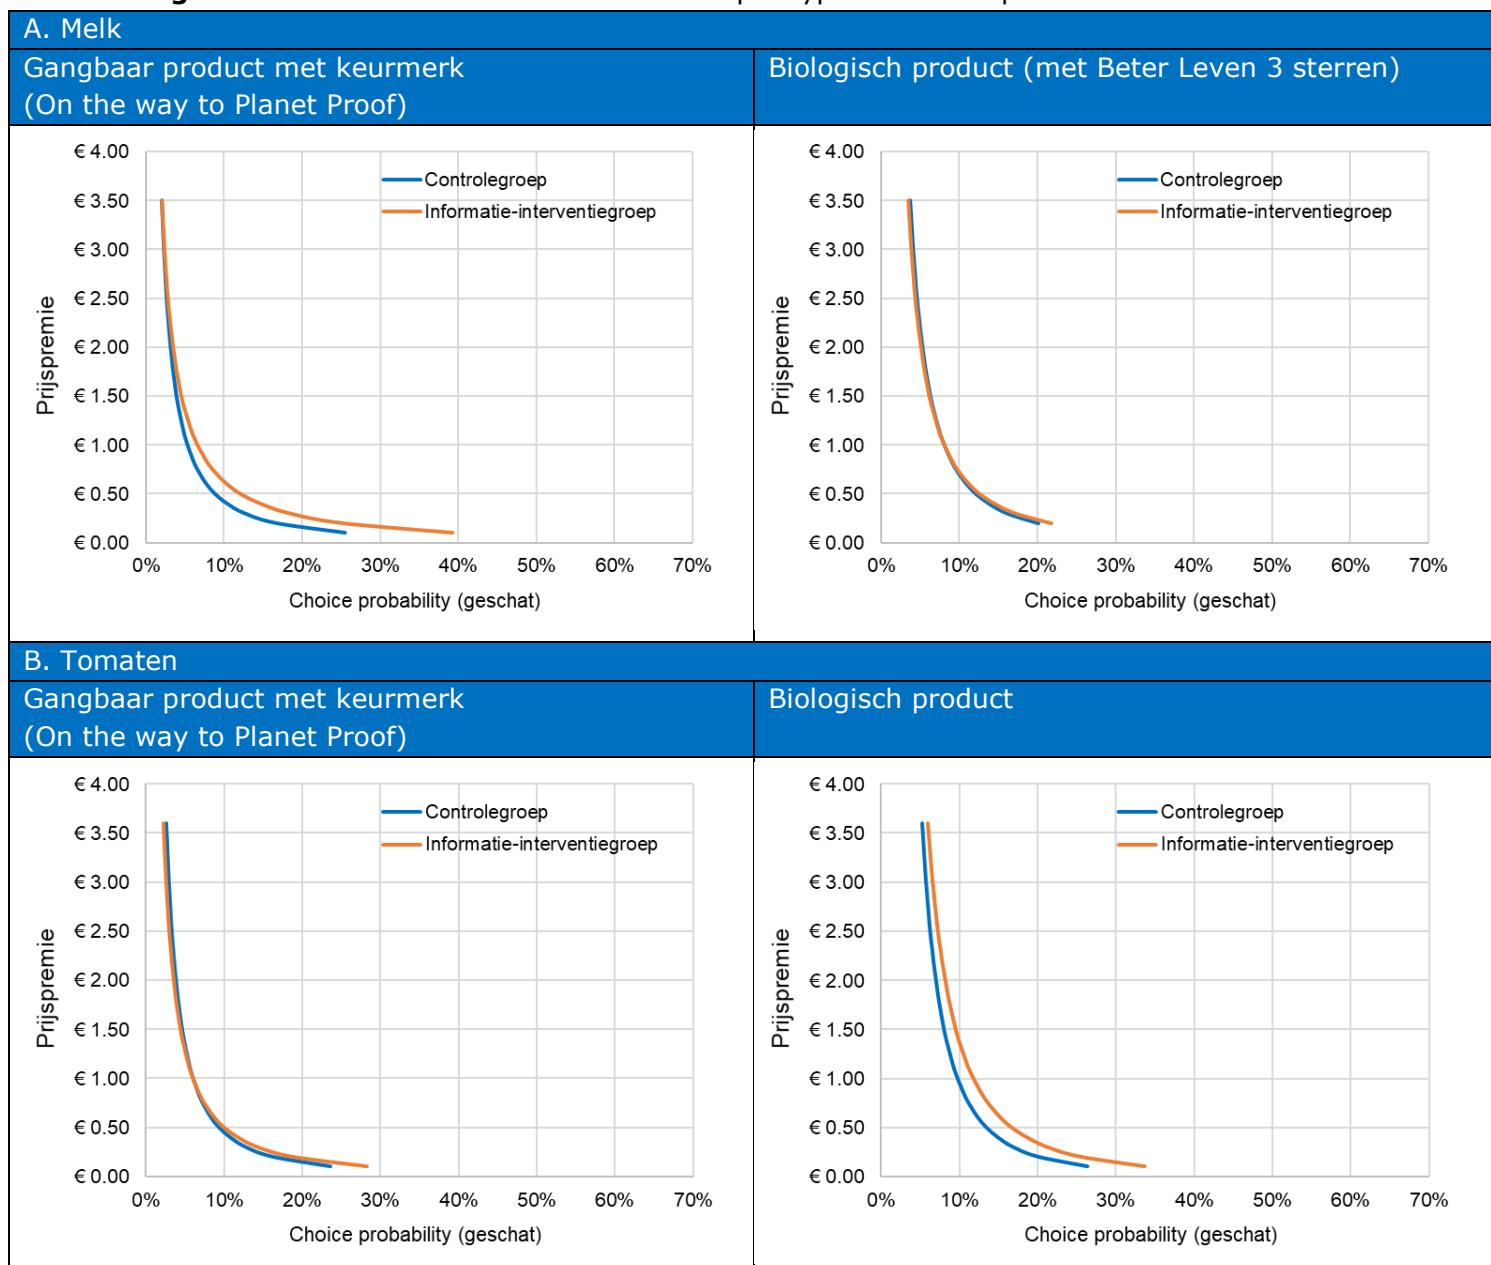 A. Melk
Gangbaar product met keurmerk
(On the way to Planet Proof)
Biologisch product (met Beter Leven 3 sterren)
€ 4.00
€ 3.50
€ 3.00
€ 2.50
€ 2.00
€ 1.50
€ 1.00
€ 0.50
€ 0.00
Prijspremie
Controlegroep
Informatie-interventiegroep
0% 10% 20% 30% 40% 50% 60% 70%
Choice probability (geschat)
€ 4.00
€ 3.50
€ 3.00
€ 2.50
€ 2.00
€ 1.50
€ 1.00
€ 0.50
€ 0.00
Prijspremie
Controlegroep
Informatie-interventiegroep
0% 10% 20% 30% 40% 50% 60% 70%
Choice probability (geschat)
B. Tomaten
Gangbaar product met keurmerk
(On the way to Planet Proof)
Biologisch product
€ 4.00
€ 3.50
€ 3.00
€ 2.50
€ 2.00
€ 1.50
€ 1.00
€ 0.50
€ 0.00
Prijspremie
Controlegroep
Informatie-interventiegroep
0% 10% 20% 30% 40% 50% 60% 70%
Choice probability (geschat)
€ 4.00
€ 3.50
€ 3.00
€ 2.50
€ 2.00
€ 1.50
€ 1.00
€ 0.50
€ 0.00
Prijspremie
Controlegroep
Informatie-interventiegroep
0% 10% 20% 30% 40% 50% 60% 70%
Choice probability (geschat)